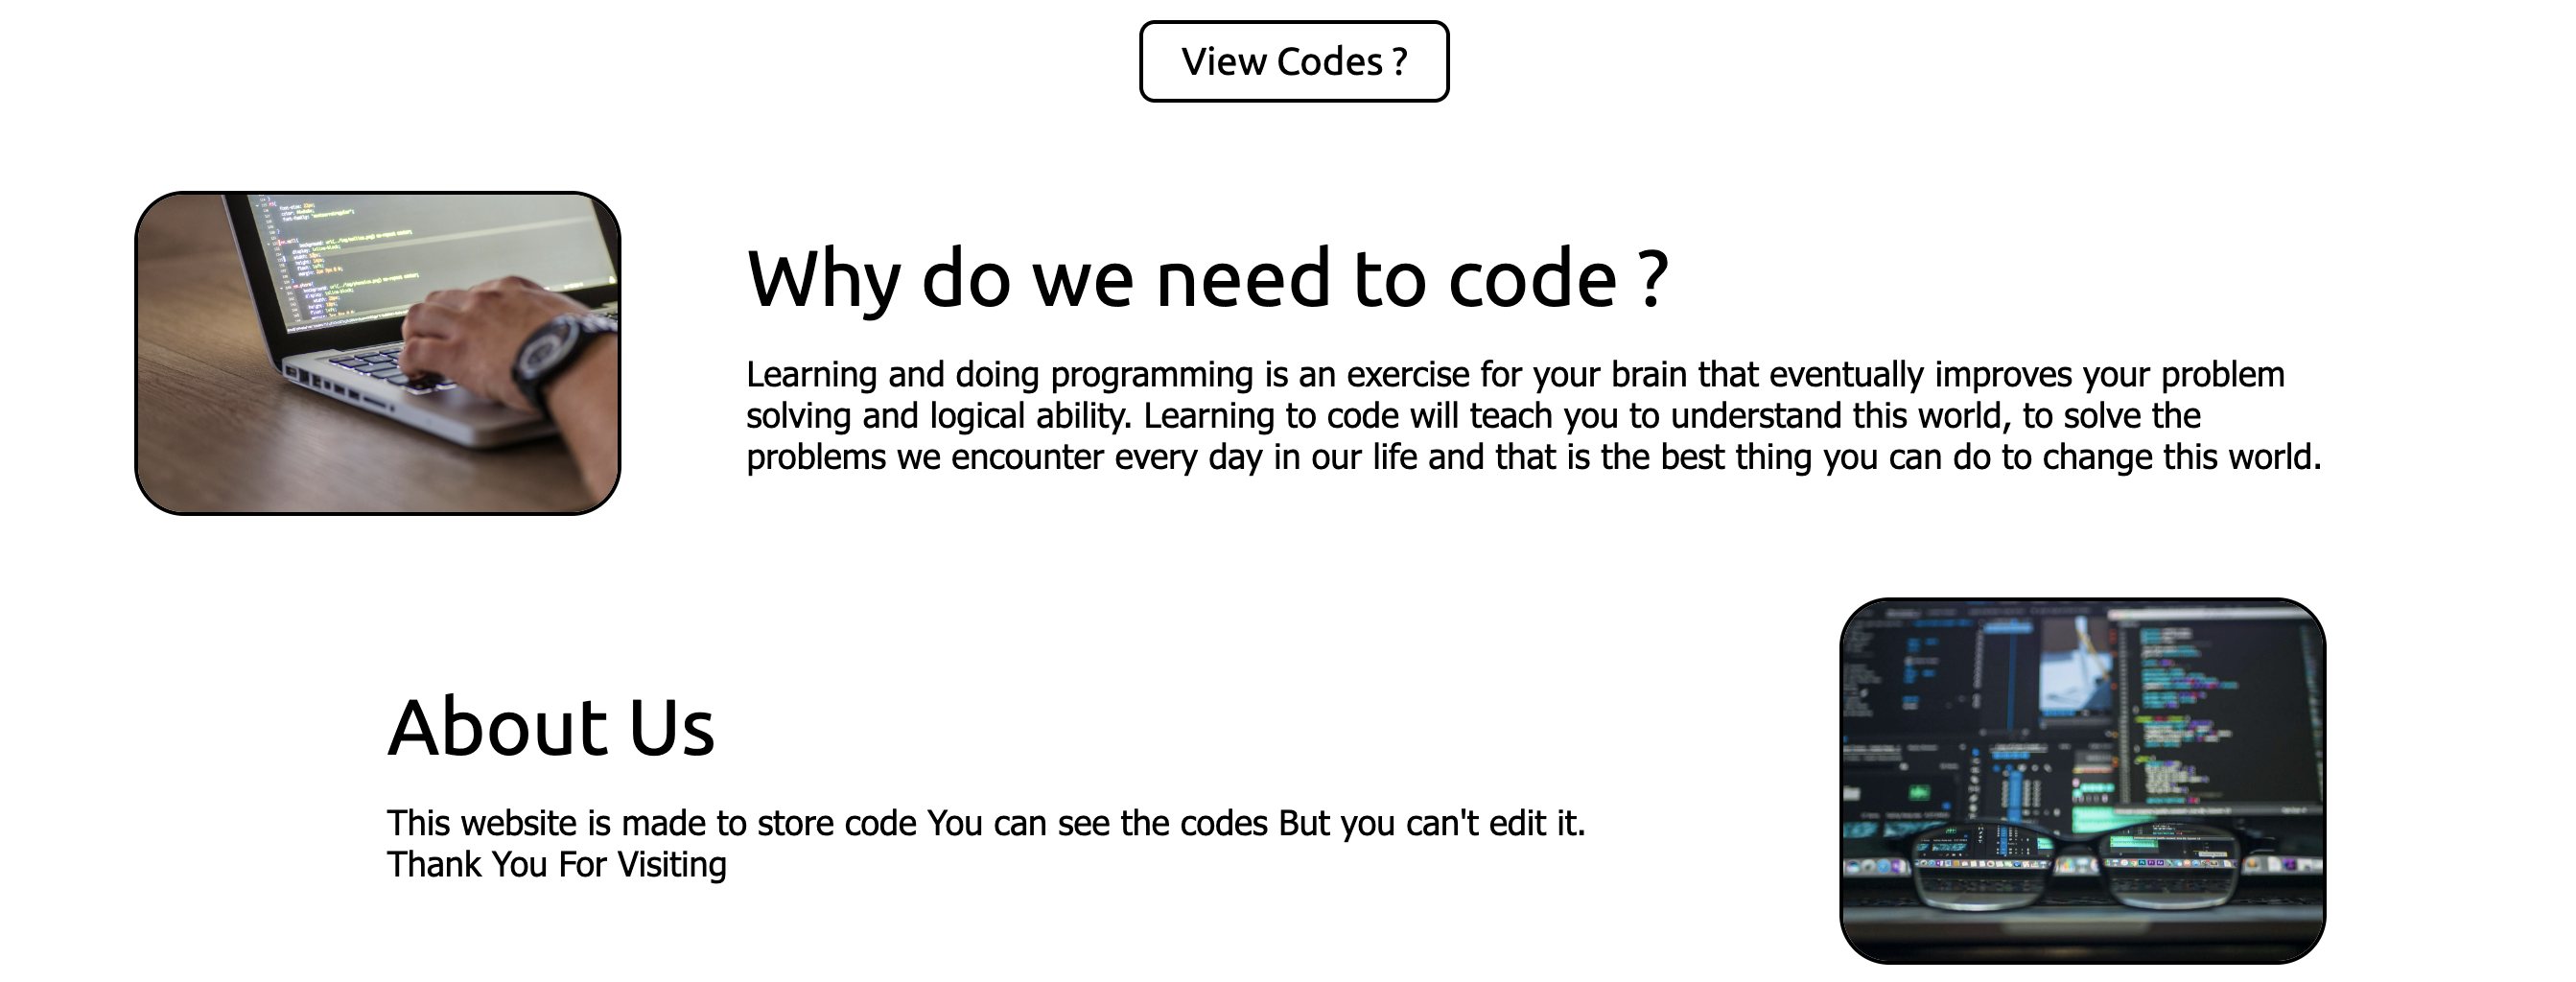 View Codes ?
Why do we need to code ?
Learning and doing programming is an exercise for your brain that eventually improves your problem
solving and logical ability. Learning to code will teach you to understand this world, to solve the
problems we encounter every day in our life and that is the best thing you can do to change this world.
About Us
This website is made to store code You can see the codes But you can't edit it.
Thank You For Visiting